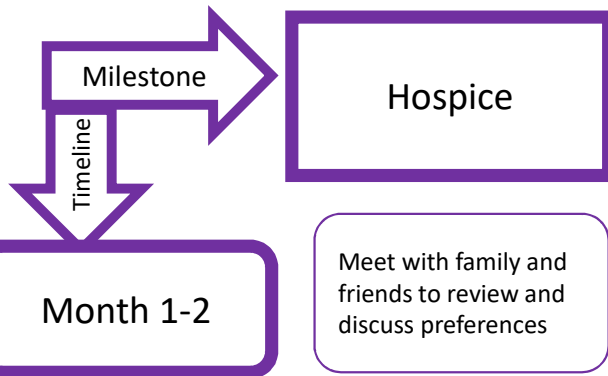 Milestone
Hospice
Timeline
Month 1-2
Meet with family and
friends to review and
discuss preferences